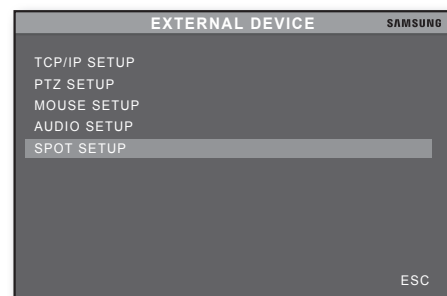 EXTERNAL DEVICE SAMSUNG
TCP/IP SETUP
PTZ SETUP
MOUSE SETUP
AUDIO SETUP
SPOT SETUP
ESC